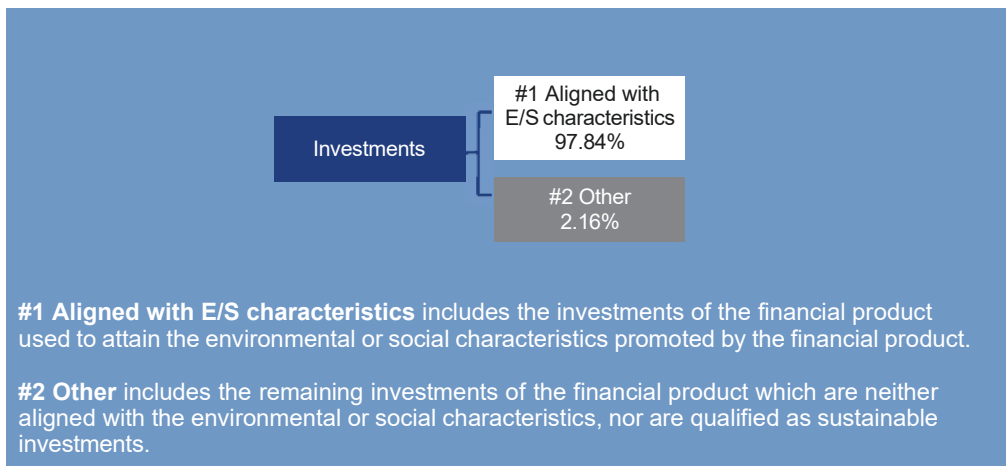 Investments
#1 Aligned with
E/S characteristics
97.84%
#2 Other
2.16%
#1 Aligned with E/S characteristics includes the investments of the financial product
used to attain the environmental or social characteristics promoted by the financial product.
#2 Other includes the remaining investments of the financial product which are neither
aligned with the environmental or social characteristics, nor are qualified as sustainable
investments.